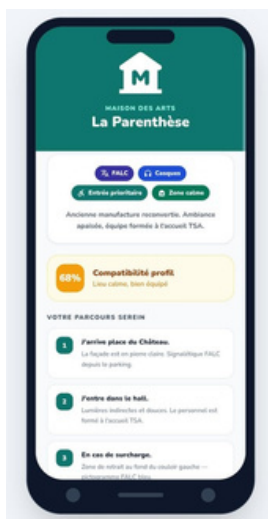 M
MAISON DES ARTS
La Parenthèse
FALC
Casques
Entrée prioritaire
Zone calme
Ancienne manufacture reconvertie. Ambiance
apaisée, équipe formée à l'accueil TSA.
68%
Compatibilité profil
Lieu calme, bien équipé
VOTRE PARCOURS SEREIN
1
J'arrive place du Château.
La façade est en pierre claire. Signalétique FALC
depuis le parking.
2
J'entre dans le hall.
Lumières indirectes et douces. Le personnel est
formé à l'accueil TSA.
3
En cas de surcharge.
Zone de retrait au fond du couloir gauche —
pictogramme FALC bleu.